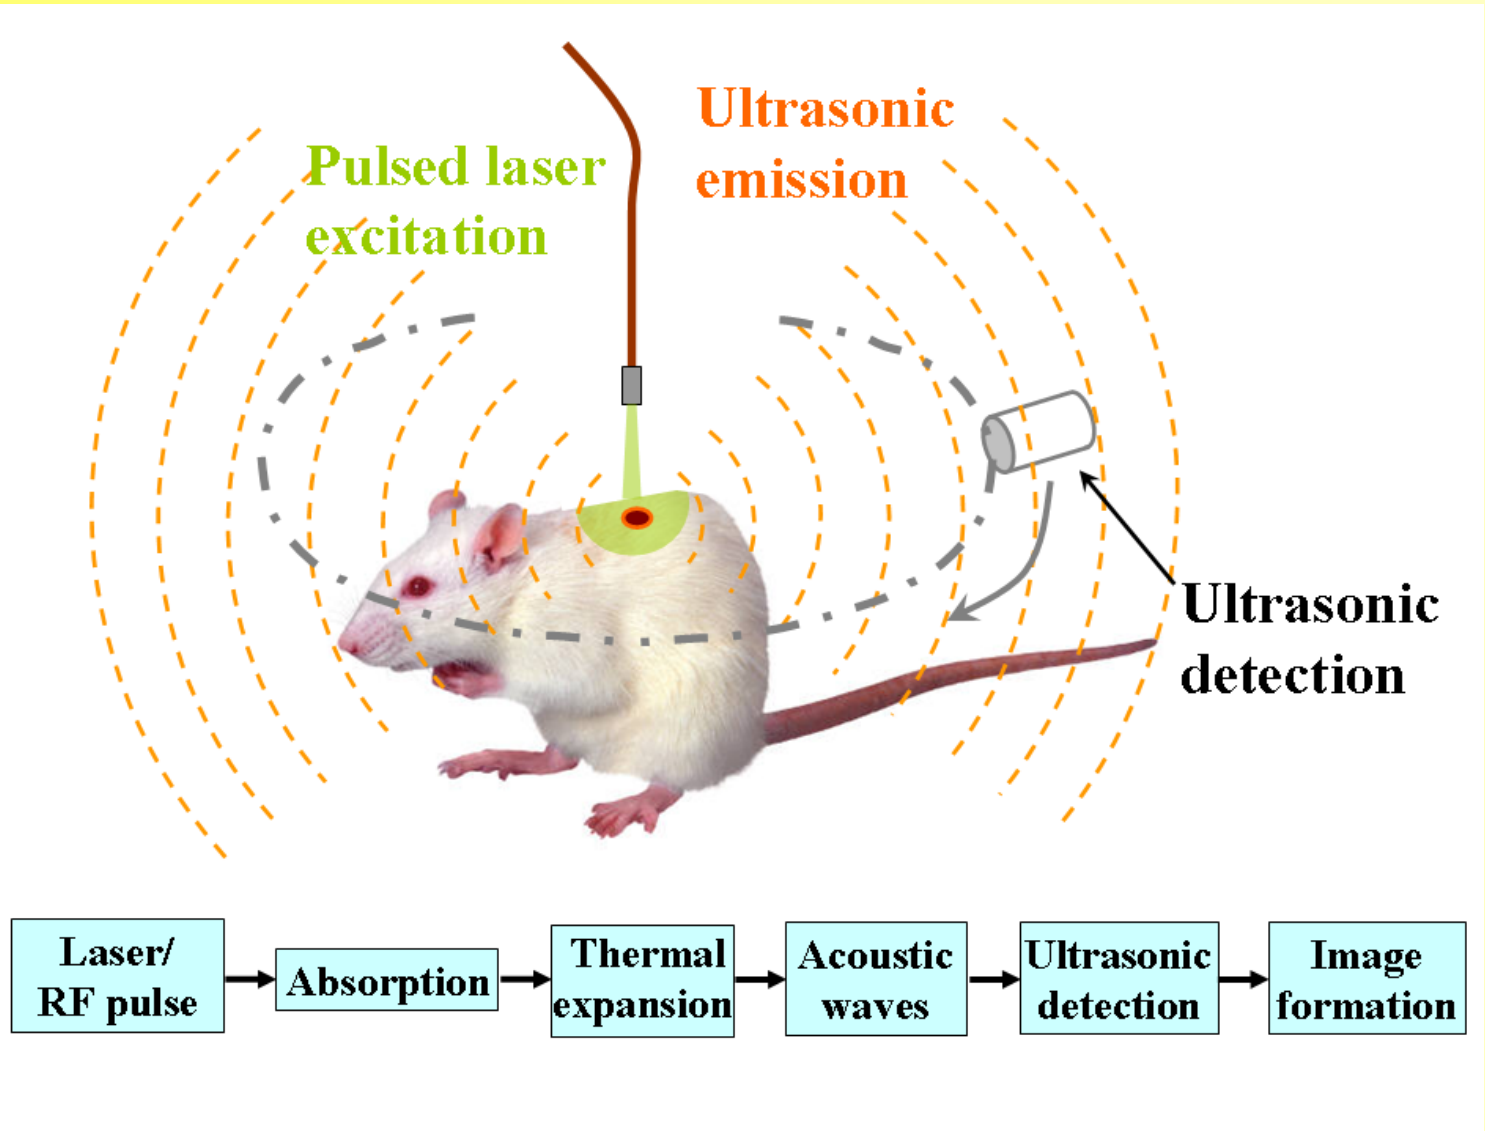 Ultrasonic
emission
Pulsed laser
excitation
Ultrasonic
detection
Laser/
RF pulse
Absorption
Thermal
expansion
Acoustic
waves
Ultrasonic
detection
Image
formation